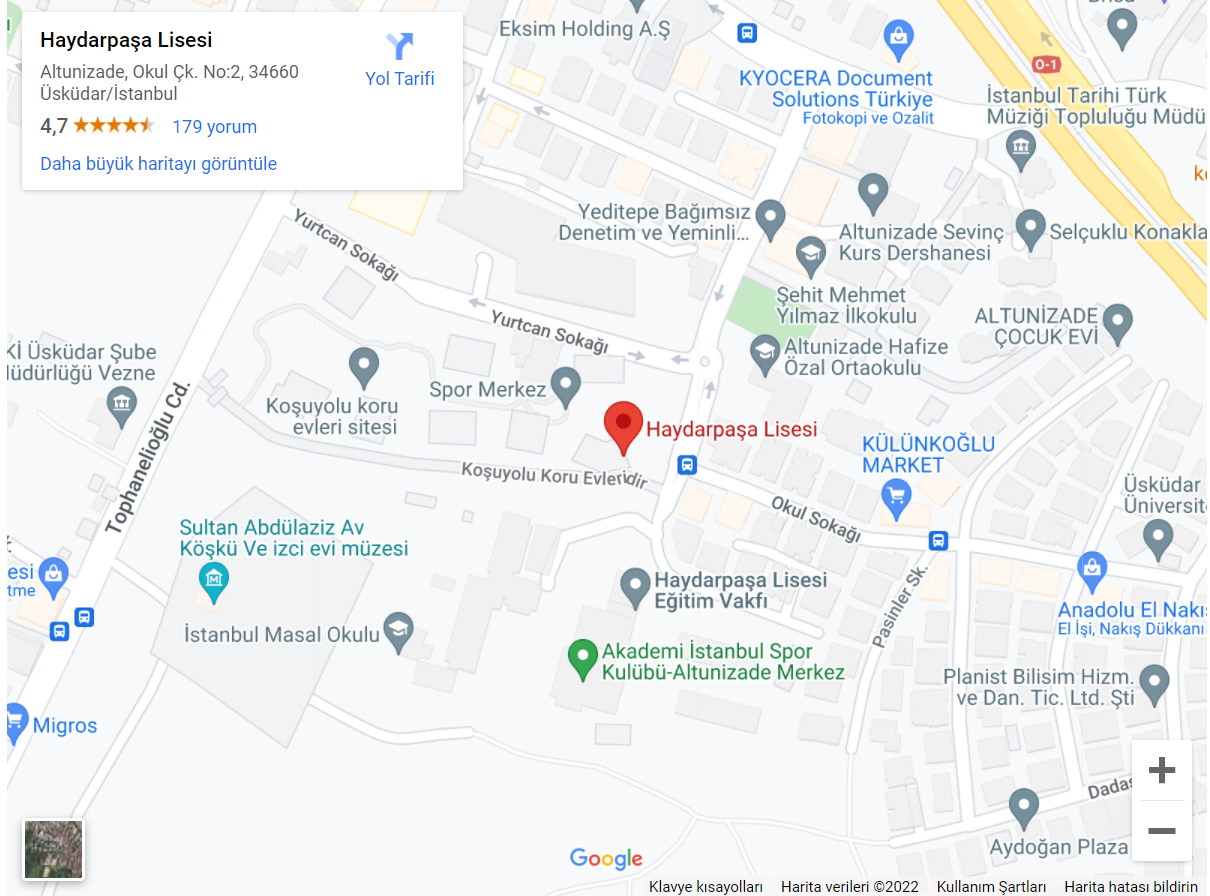 Haydarpaşa Lisesi
Altunizade, Okul Çk. No:2, 34660
Üsküdar/İstanbul
4,7
179 yorum
Daha büyük haritayı görüntüle
Yol Tarifi
Eksim Holding A.Ş
KYOCERA Document
Solutions Türkiye
Fotokopi ve Ozalit
O-1
İstanbul Tarihi Türk
Müziği Topluluğu Müdü
Yeditepe Bağımsız
Denetim ve Yeminli...
Altunizade Sevinç
Kurs Dershanesi
Selçuklu Konakla
Yurtcan Sokağı
Şehit Mehmet
Yılmaz İlkokulu
ALTUNİZADE
ÇOCUK EVİ
Yurtcan Sokağı
Altunizade Hafize
Özal Ortaokulu
Kİ Üsküdar Şube
Müdürlüğü Vezne
Spor Merkez
Koşuyolu koru
evleri sitesi
Haydarpaşa Lisesi
Tophanelioğlu Cd.
KÜLÜNKOĞLU
MARKET
Koşuyolu Koru Evleridir
Üsküdar
Üniversite
Okul Sokağı
Sultan Abdülaziz Av
Köşkü Ve izci evi müzesi
esi
tme
Haydarpaşa Lisesi
Eğitim Vakfı
Pasinler Sk.
Anadolu El Nakış
El İşi, Nakış Dükkanı
İstanbul Masal Okulu
Akademi İstanbul Spor
Kulübü-Altunizade Merkez
Planist Bilisim Hizm.
ve Dan. Tic. Ltd. Şti
Migros
Dadaş
Aydoğan Plaza
Google
Klavye kısayolları
Harita verileri ©2022
Kullanım Şartları
Harita hatası bildirin